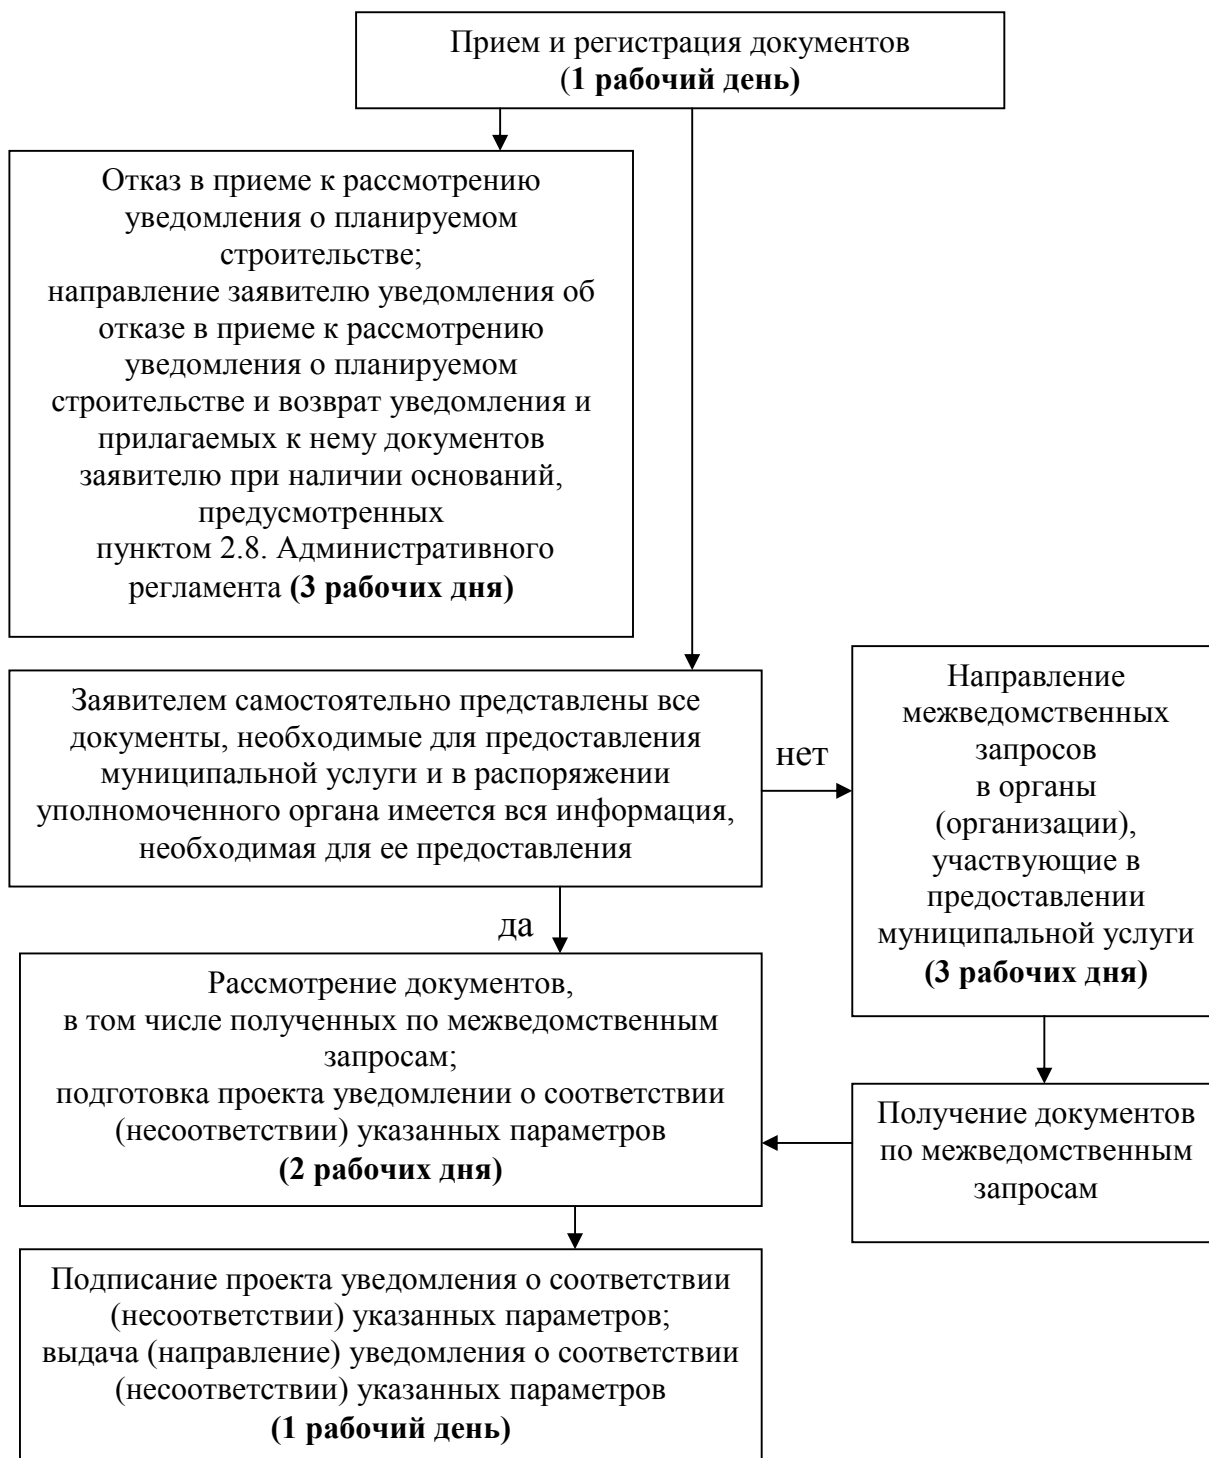 Прием и регистрация документов
(1 рабочий день)
Отказ в приеме к рассмотрению
уведомления о планируемом
строительстве;
направление заявителю уведомления об
отказе в приеме к рассмотрению
уведомления о планируемом
строительстве и возврат уведомления и
прилагаемых к нему документов
заявителю при наличии оснований,
предусмотренных
пунктом 2.8. Административного
регламента (3 рабочих дня)
Заявителем самостоятельно представлены все
документы, необходимые для предоставления
муниципальной услуги и в распоряжении
уполномоченного органа имеется вся информация,
необходимая для ее предоставления
нет
Направление
межведомственных
запросов
в органы
(организации),
участвующие в
предоставлении
муниципальной услуги
(3 рабочих дня)
да
Рассмотрение документов,
в том числе полученных по межведомственным
запросам;
подготовка проекта уведомлении о соответствии
(несоответствии) указанных параметров
(2 рабочих дня)
Получение документов
по межведомственным
запросам
Подписание проекта уведомления о соответствии
(несоответствии) указанных параметров;
выдача (направление) уведомления о соответствии
(несоответствии) указанных параметров
(1 рабочий день)